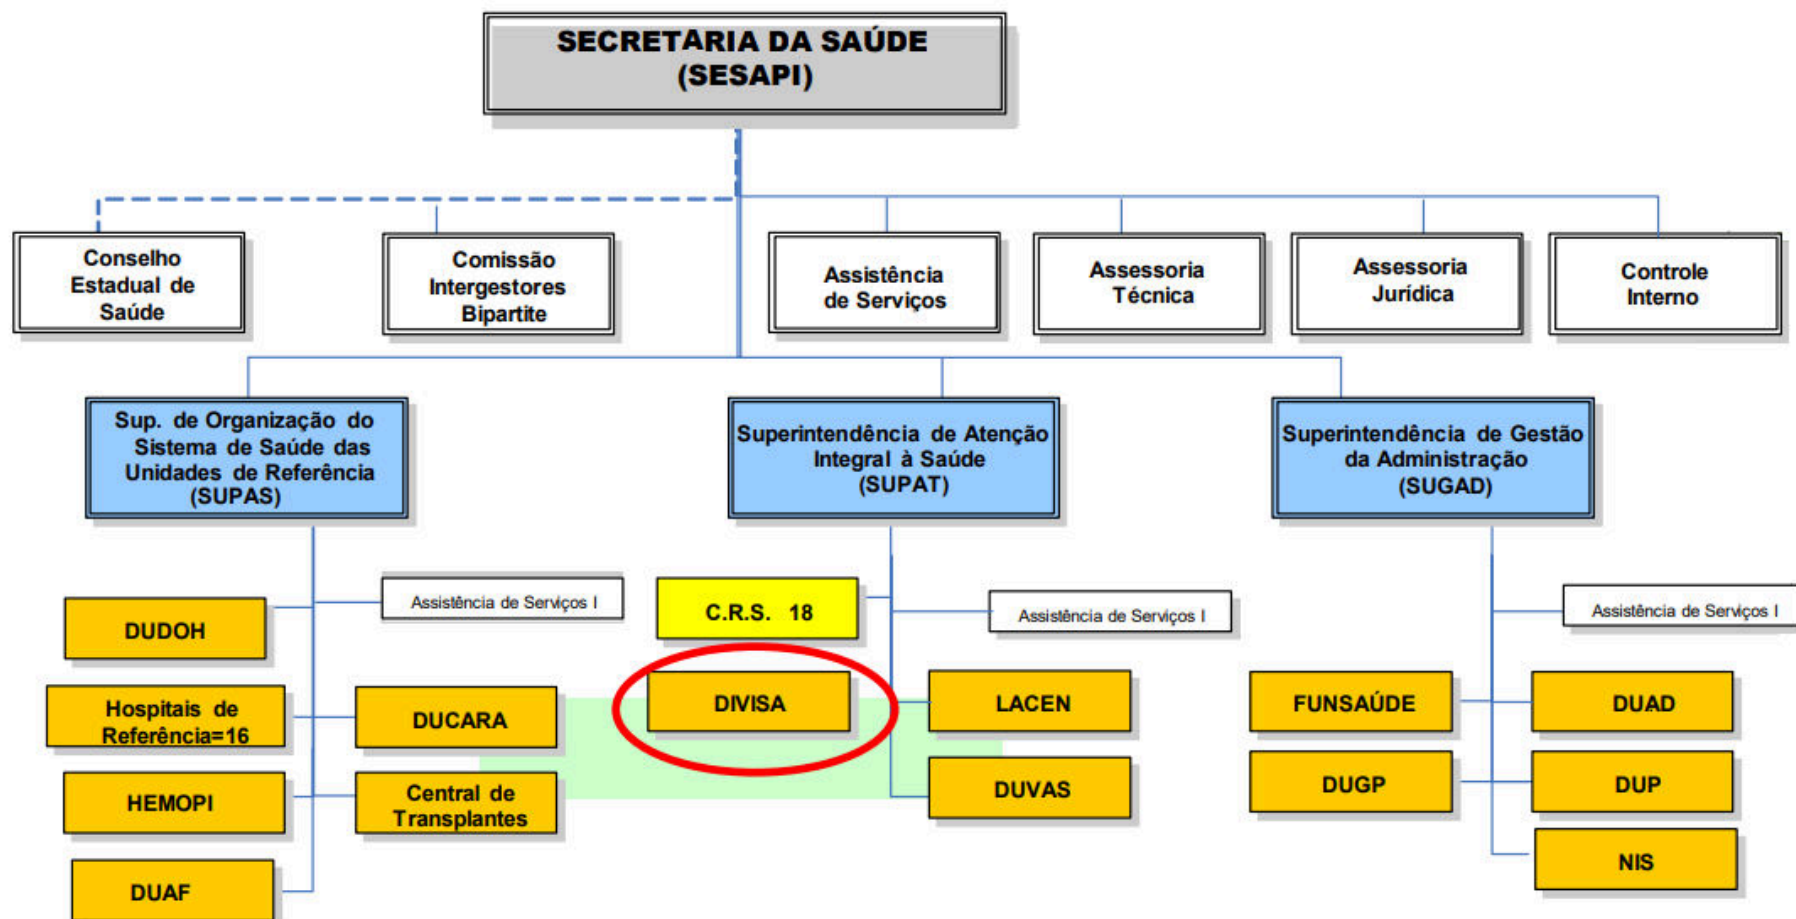 SECRETARIA DA SAÚDE
(SESAPI)
Conselho
Estadual de
Saúde
Comissão
Intergestores
Bipartite
Assistência
de Serviços
Assessoria
Técnica
Assessoria
Jurídica
Controle
Interno
Sup. de Organização do
Sistema de Saúde das
Unidades de Referência
(SUPAS)
Superintendência de Atenção
Integral à Saúde
(SUPAT)
Superintendência de Gestão
da Administração
(SUGAD)
DUDOH
Assistência de Serviços I
Hospitais de
Referência=16
DUCARA
HEMOPI
Central de
Transplantes
DUAF
C.R.S. 18
Assistência de Serviços I
DIVISA
LACEN
DUVAS
Assistência de Serviços I
FUNSAÚDE
DUAD
DUGP
DUP
NIS